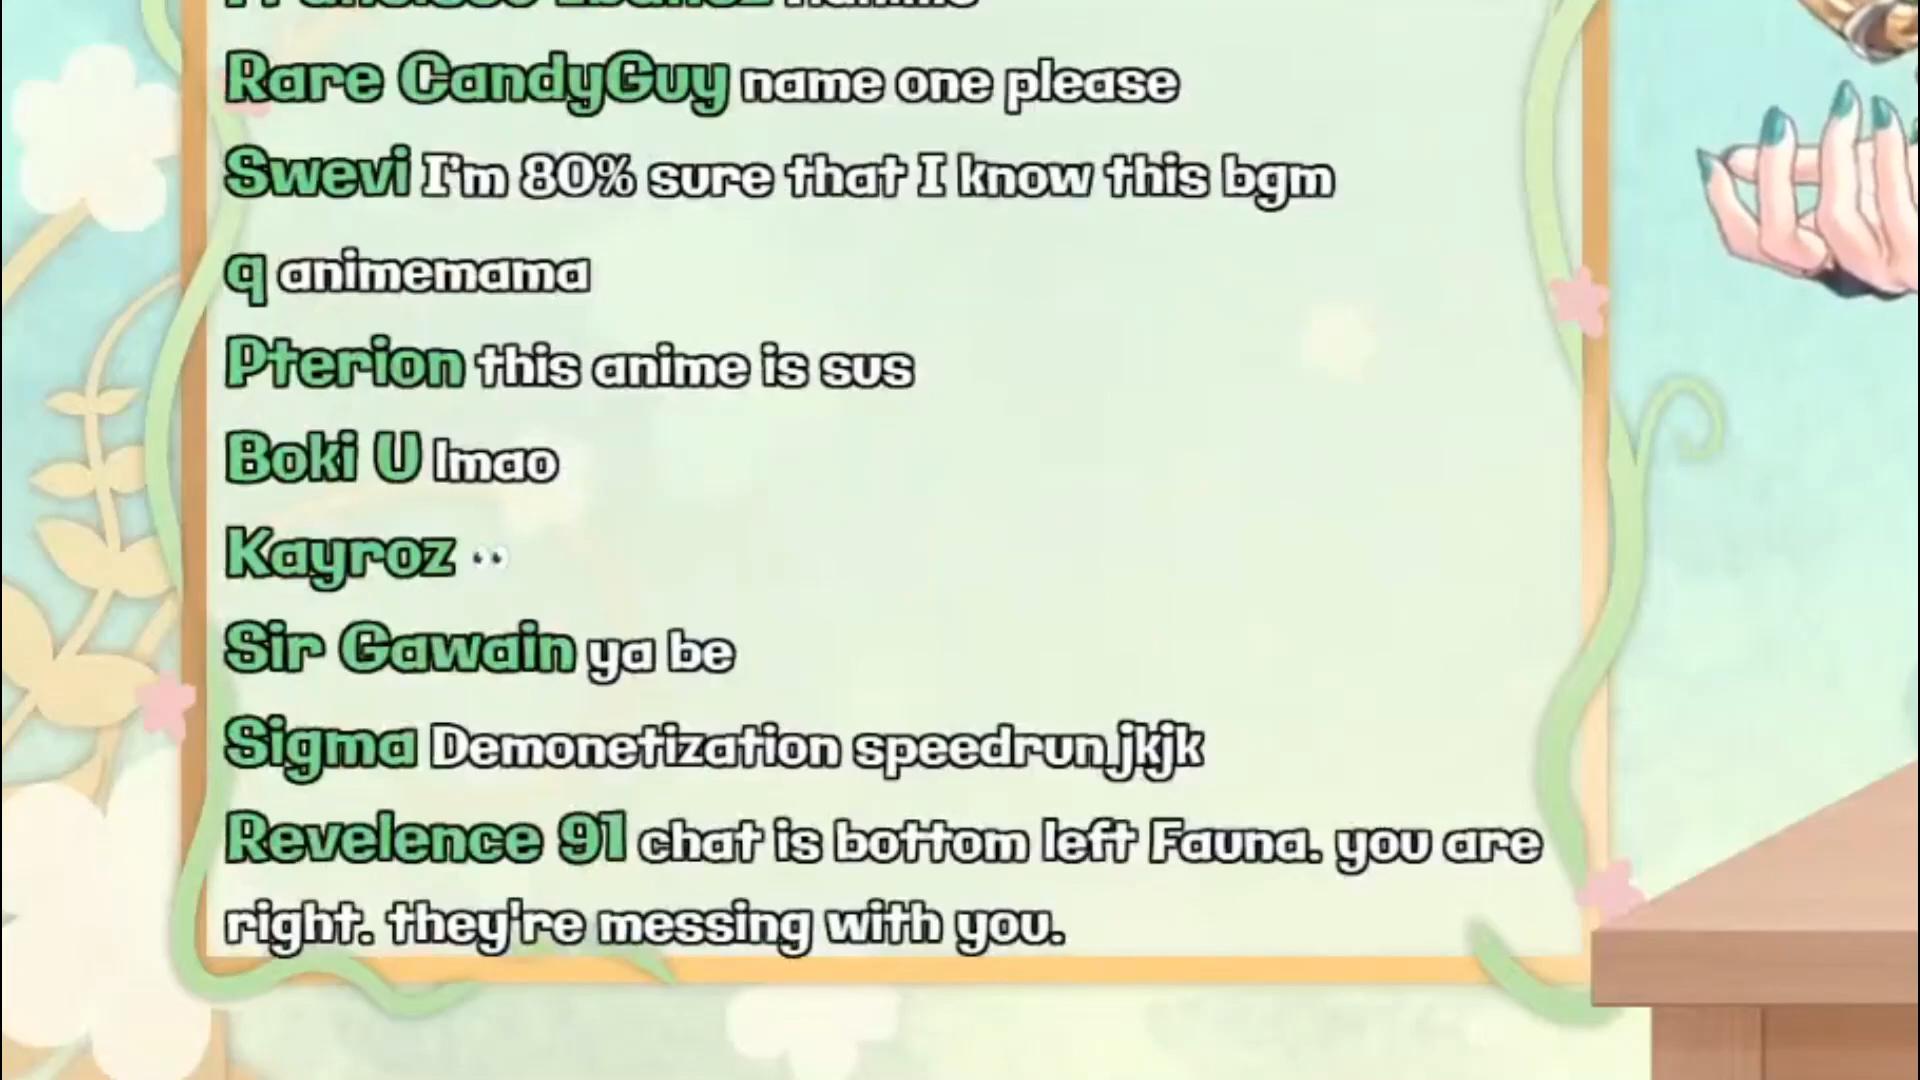 Rare CandyGuy name one please
Swevi I'm 80% sure that I know this bgm
q animemama
Pterion this anime is sus
Boki U lmao
Kayroz 👀
Sir Gawain ya be
Sigma Demonetization speedrun,jkjk
Revelence 91 chat is bottom left Fauna. you are
right. they're messing with you.